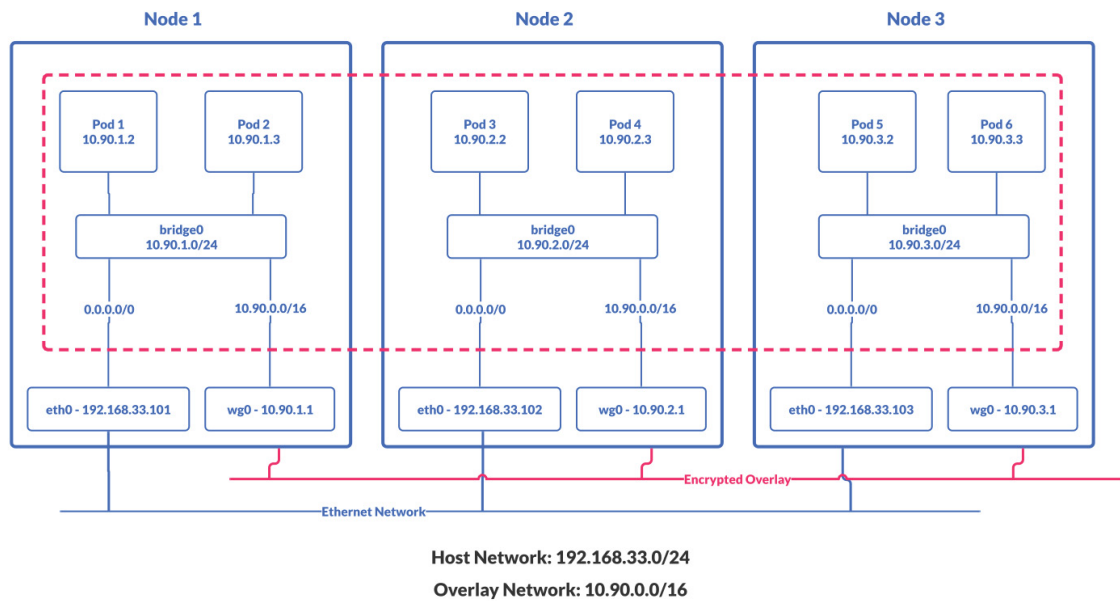 Node 1
Node 2
Node 3
Pod 1
10.90.1.2
Pod 2
10.90.1.3
Pod 3
10.90.2.2
Pod 4
10.90.2.3
Pod 5
10.90.3.2
Pod 6
10.90.3.3
bridge0
10.90.1.0/24
bridge0
10.90.2.0/24
bridge0
10.90.3.0/24
0.0.0.0/0
10.90.0.0/16
0.0.0.0/0
10.90.0.0/16
0.0.0.0/0
10.90.0.0/16
eth0 - 192.168.33.101
wg0 - 10.90.1.1
eth0 - 192.168.33.102
wg0 - 10.90.2.1
eth0 - 192.168.33.103
wg0 - 10.90.3.1
Encrypted Overlay
Ethernet Network
Host Network: 192.168.33.0/24
Overlay Network: 10.90.0.0/16